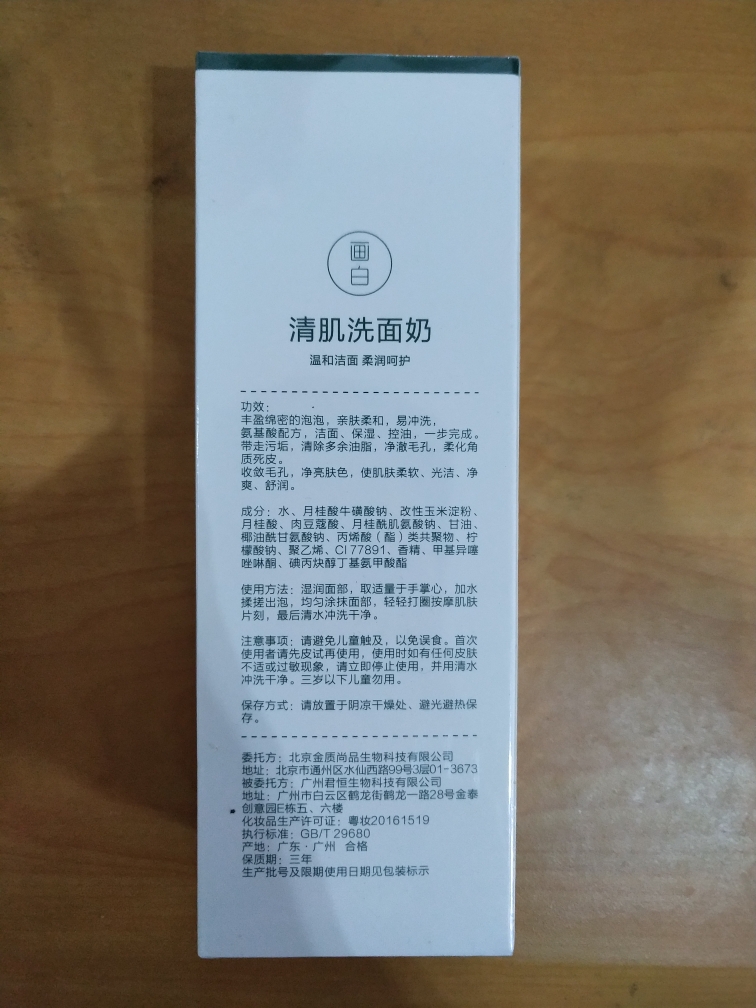 画
白
清肌洗面奶
温和洁面 柔润呵护
功效：
丰盈绵密的泡泡，亲肤柔和，易冲洗，
氨基酸配方，洁面、保湿、控油，一步完成。
带走污垢，清除多余油脂，净澈毛孔，柔化角
质死皮。
收敛毛孔，净亮肤色，使肌肤柔软、光洁、净
爽、舒润。
成分：水、月桂酸牛磺酸钠、改性玉米淀粉、
月桂酸、肉豆蔻酸、月桂酰肌氨酸钠、甘油、
椰油酰甘氨酸钠、丙烯酸（酯）类共聚物、柠
檬酸钠、聚乙烯、CI 77891、香精、甲基异噻
唑啉酮、碘丙炔醇丁基氨甲酸酯
使用方法：湿润面部，取适量于手掌心，加水
揉搓出泡，均匀涂抹面部，轻轻打圈按摩肌肤
片刻，最后清水冲洗干净。
注意事项：请避免儿童触及，以免误食。首次
使用者请先皮试再使用，使用时如有任何皮肤
不适或过敏现象，请立即停止使用，并用清水
冲洗干净。三岁以下儿童勿用。
保存方式：请放置于阴凉干燥处、避光避热保
存。
委托方：北京金质尚品生物科技有限公司
地址：北京市通州区水仙西路99号3层01-3673
被委托方：广州君恒生物科技有限公司
地址：广州市白云区鹤龙街鹤龙一路28号金泰
创意园E栋五、六楼
化妆品生产许可证：粤妆20161519
执行标准：GB/T 29680
产地：广东·广州 合格
保质期：三年
生产批号及限期使用日期见包装标示